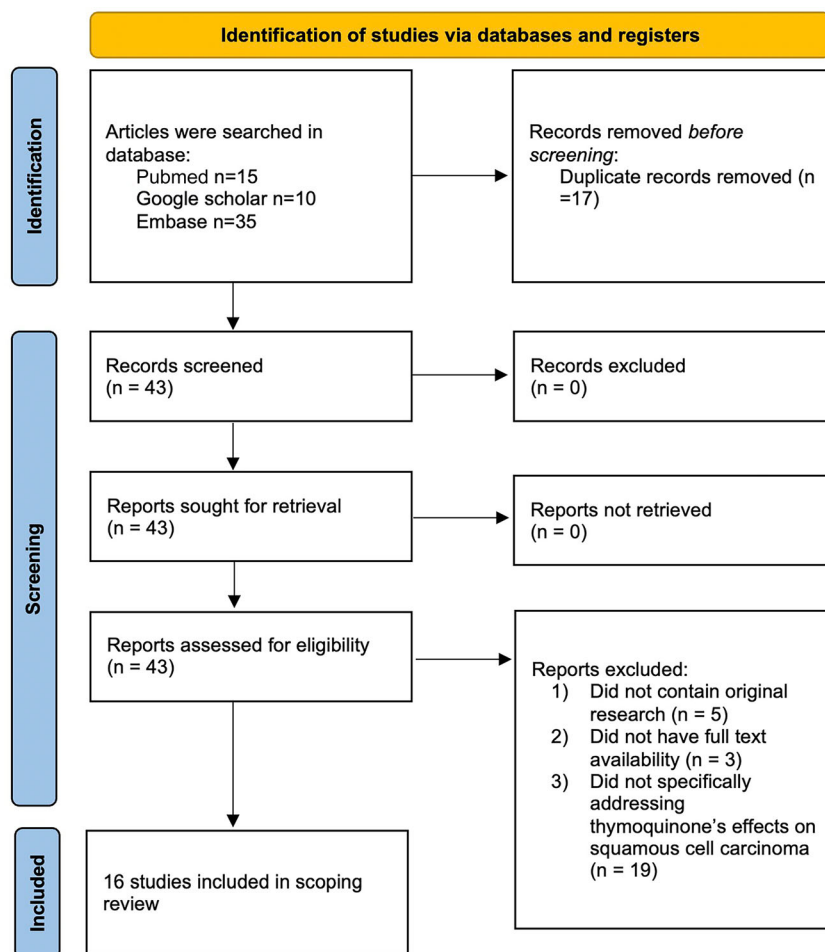 Identification of studies via databases and registers
Identification
Articles were searched in
database:
Pubmed n=15
Google scholar n=10
Embase n=35
Records removed before
screening:
Duplicate records removed (n
=17)
Screening
Records screened
(n = 43)
Records excluded
(n = 0)
Reports sought for retrieval
(n = 43)
Reports not retrieved
(n = 0)
Reports assessed for eligibility
(n = 43)
Reports excluded:
1) Did not contain original
research (n = 5)
2) Did not have full text
availability (n = 3)
3) Did not specifically
addressing
thymoquinone’s effects on
squamous cell carcinoma
(n = 19)
Included
16 studies included in scoping
review